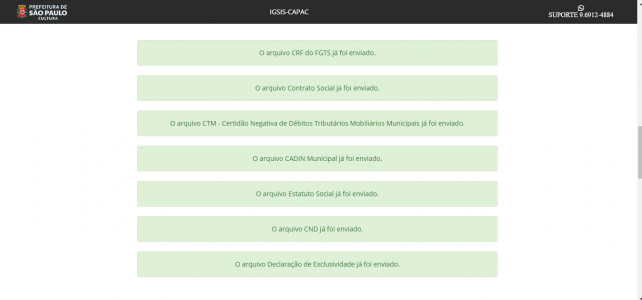 PREFEITURA DE
SÃO PAULO
CULTURA
IGSIS-CAPAC
SUPORTE 9.6912-4884
O arquivo CRF do FGTS já foi enviado.
O arquivo Contrato Social já foi enviado.
O arquivo CTM - Certidão Negativa de Débitos Tributários Mobiliários Municipais já foi enviado.
O arquivo CADIN Municipal já foi enviado.
O arquivo Estatuto Social já foi enviado.
O arquivo CND já foi enviado.
O arquivo Declaração de Exclusividade já foi enviado.